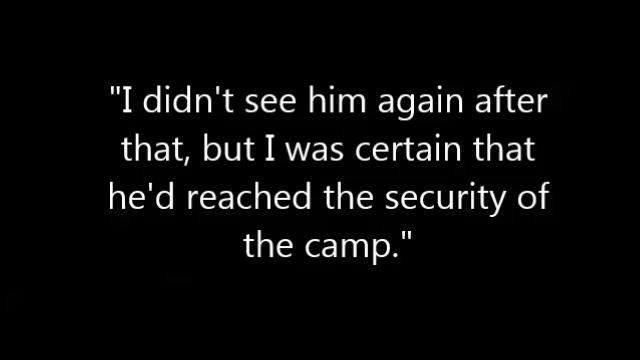 "I didn't see him again after
that, but I was certain that
he'd reached the security of
the camp."